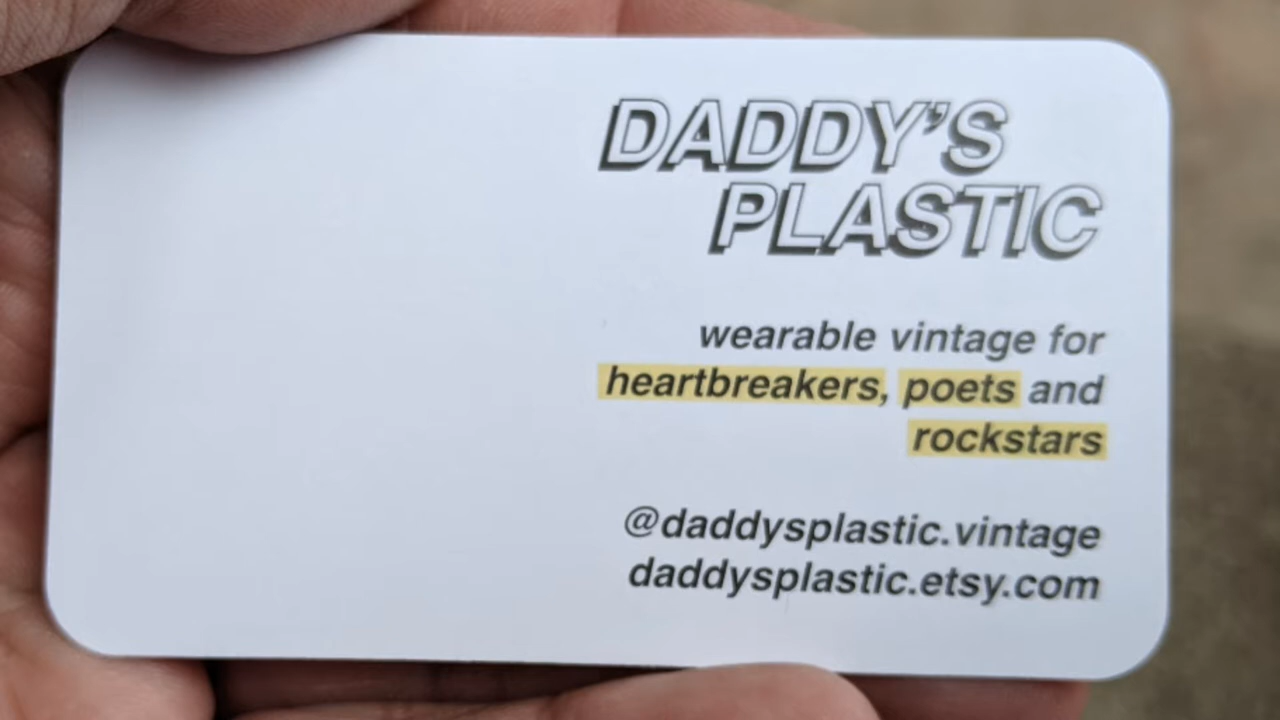 DADDY'S
PLASTIC
wearable vintage for
heartbreakers, poets and
rockstars
@daddysplastic.vintage
daddysplastic.etsy.com